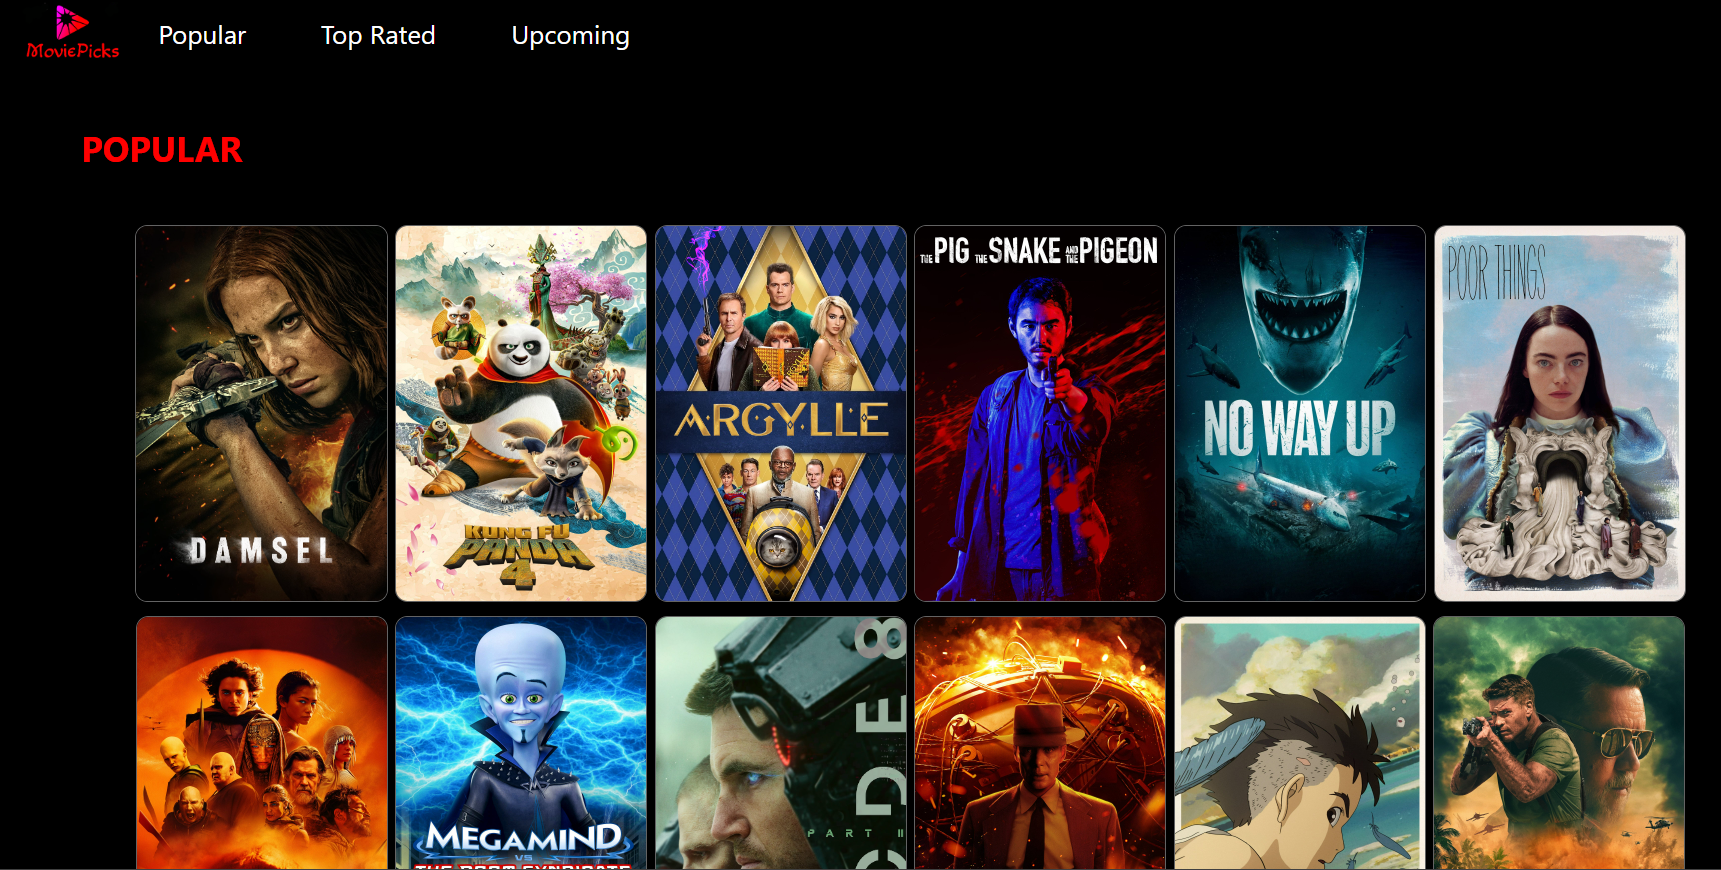 MoviePicks
Popular
Top Rated
Upcoming
POPULAR
DAMSEL
KUNG FU
PANDA
4
ARGYLLE
THE PIG THE SNAKE AND THE PIGEON
NO WAY UP
POOR THINGS
MEGAMIND
VS
CODE 8
PART II